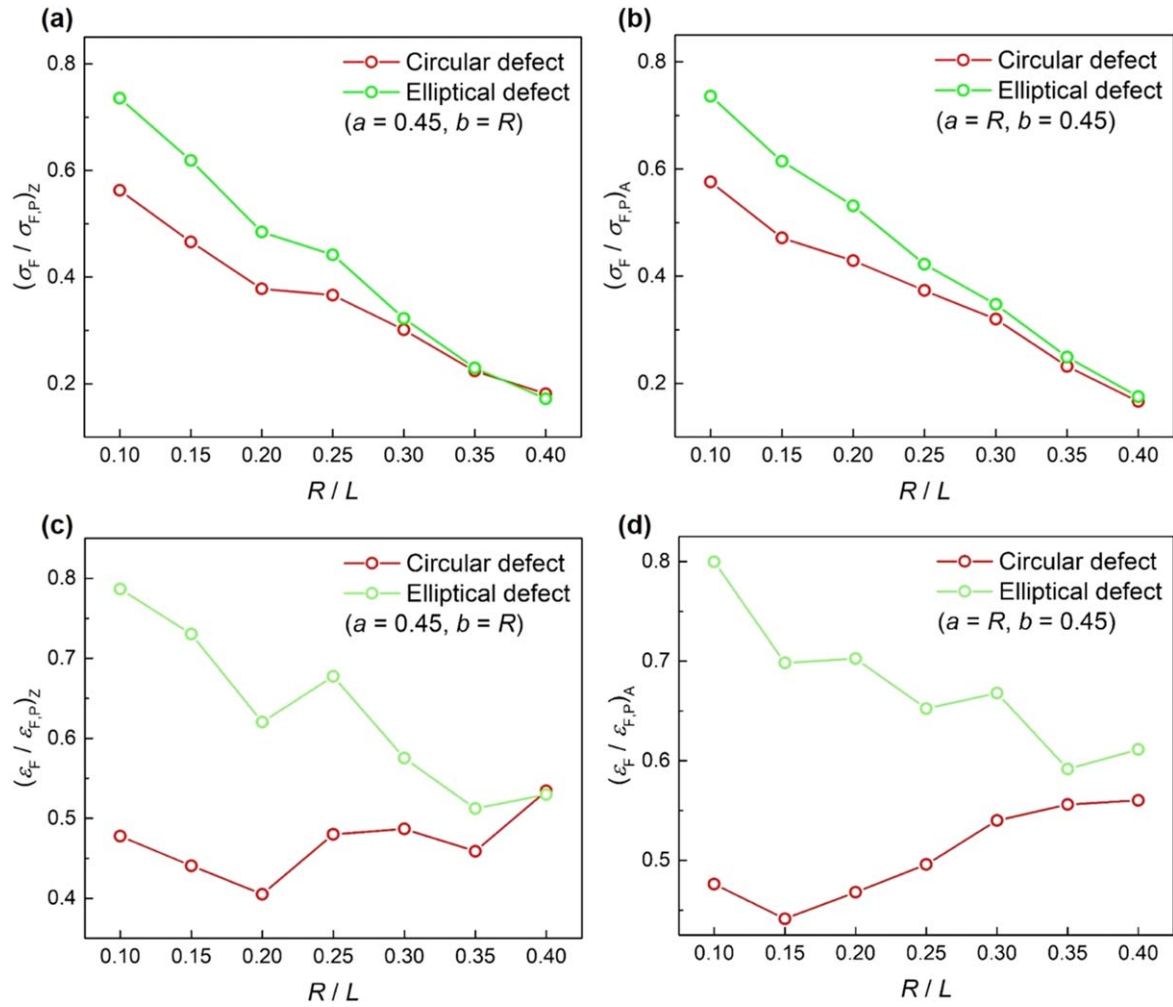 (a)
0.8
0.6
0.4
0.2
(σF / σF,P)Z
Circular defect
Elliptical defect
(a = 0.45, b = R)
0.10 0.15 0.20 0.25 0.30 0.35 0.40
R / L
(b)
0.8
0.6
0.4
0.2
(σF / σF,P)A
Circular defect
Elliptical defect
(a = R, b = 0.45)
0.10 0.15 0.20 0.25 0.30 0.35 0.40
R / L
(c)
0.8
0.7
0.6
0.5
0.4
(εF / εF,P)Z
Circular defect
Elliptical defect
(a = 0.45, b = R)
0.10 0.15 0.20 0.25 0.30 0.35 0.40
R / L
(d)
0.8
0.7
0.6
0.5
(εF / εF,P)A
Circular defect
Elliptical defect
(a = R, b = 0.45)
0.10 0.15 0.20 0.25 0.30 0.35 0.40
R / L